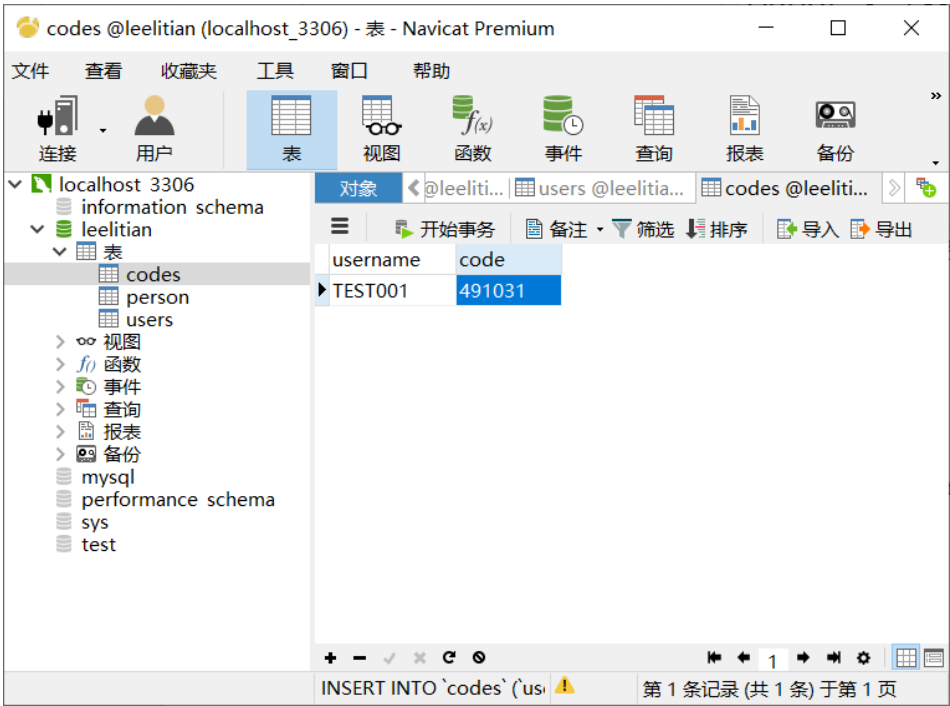 codes @leelitian (localhost_3306) - 表 - Navicat Premium
文件 查看 收藏夹 工具 窗口 帮助
f(x)
连接 用户 表 视图 函数 事件 查询 报表 备份
localhost 3306
information schema
leelitian
表
codes
person
users
视图
f() 函数
事件
查询
报表
备份
mysql
performance schema
sys
test
对象 @leeliti... users @leelitia... codes @leeliti...
开始事务 备注 筛选 排序 导入 导出
username code
TEST001 491031
1
INSERT INTO `codes` (`us 第 1 条记录 (共 1 条) 于第 1 页